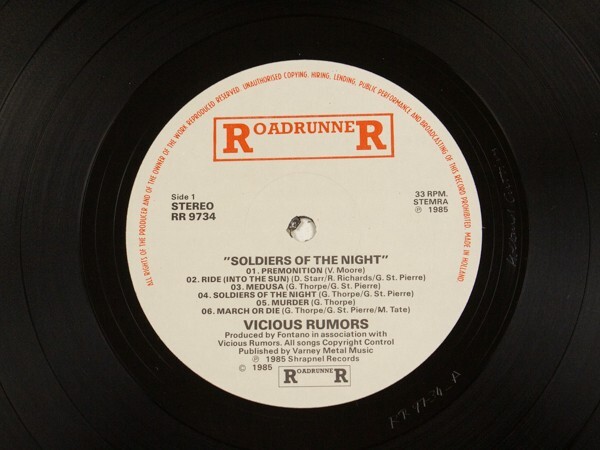 ALL RIGHTS OF THE PRODUCER AND OF THE OWNER OF THE WORK REPRODUCED RESERVED. UNAUTHORISED COPYING, HIRING, LENDING, PUBLIC PERFORMANCE AND BROADCASTING OF THIS RECORD PROHIBITED. MADE IN HOLLAND
ROADRUNNER
Side 1
STEREO
RR 9734
33 RPM.
STEMRA
℗ 1985
"SOLDIERS OF THE NIGHT"
01. PREMONITION (V. Moore)
02. RIDE (INTO THE SUN) (D. Starr/R. Richards/G. St. Pierre)
03. MEDUSA (G. Thorpe/G. St. Pierre)
04. SOLDIERS OF THE NIGHT (G. Thorpe/G. St. Pierre)
05. MURDER (G. Thorpe)
06. MARCH OR DIE (G. Thorpe/G. St. Pierre/M. Tate)
VICIOUS RUMORS
Produced by Fontano in association with
Vicious Rumors. All songs Copyright Control
Published by Varney Metal Music
℗ 1985 Shrapnel Records
© 1985 ROADRUNNER
RR 9734-A